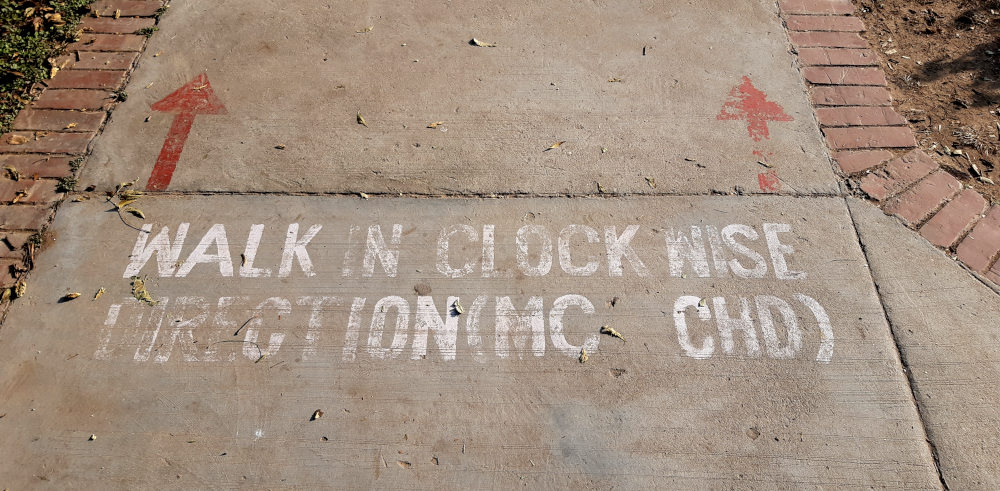 WALK IN CLOCK WISE
DIRECTION(MC. CHD)